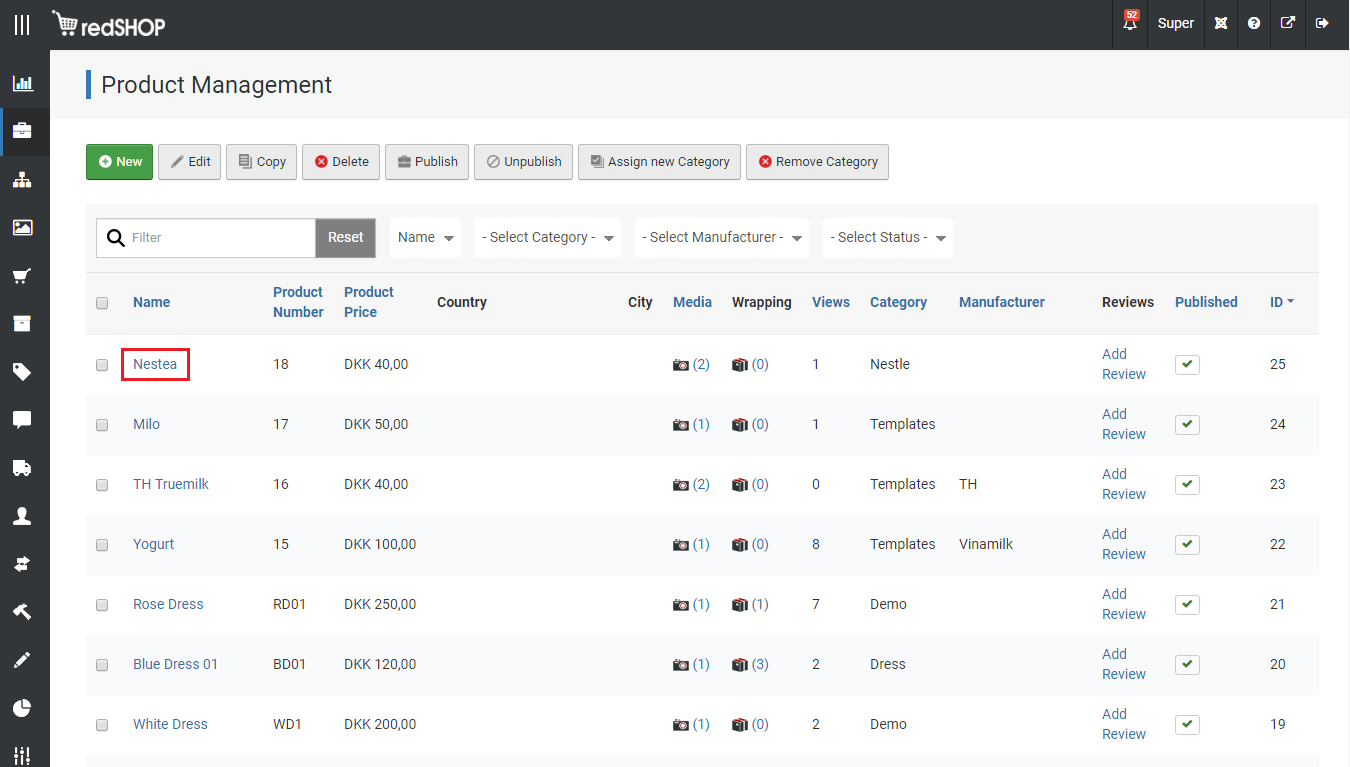 redSHOP 52 Super
Product Management
New Edit Copy Delete Publish Unpublish Assign new Category Remove Category
Filter Reset Name - Select Category - - Select Manufacturer - - Select Status -
Name Product Number Product Price Country City Media Wrapping Views Category Manufacturer Reviews Published ID
Nestea 18 DKK 40,00 (2) (0) 1 Nestle Add Review 25
Milo 17 DKK 50,00 (1) (0) 1 Templates Add Review 24
TH Truemilk 16 DKK 40,00 (2) (0) 0 Templates TH Add Review 23
Yogurt 15 DKK 100,00 (1) (0) 8 Templates Vinamilk Add Review 22
Rose Dress RD01 DKK 250,00 (1) (1) 7 Demo Add Review 21
Blue Dress 01 BD01 DKK 120,00 (1) (3) 2 Dress Add Review 20
White Dress WD1 DKK 200,00 (1) (0) 2 Demo Add Review 19